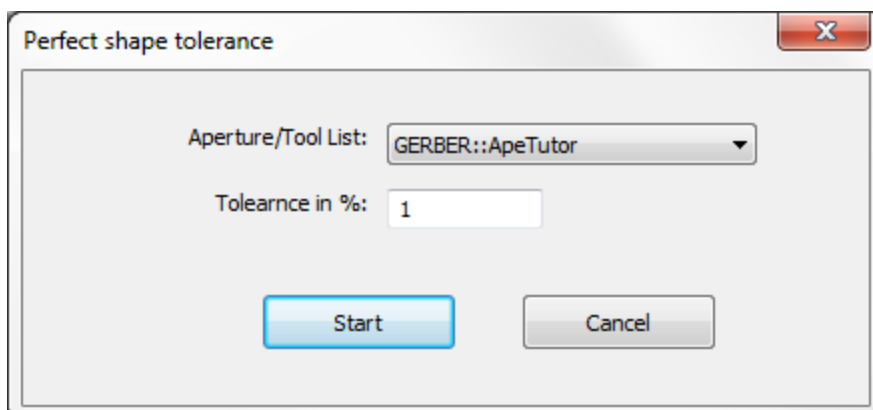 Perfect shape tolerance
Aperture/Tool List: GERBER::ApeTutor
Tolearnce in %: 1
Start Cancel